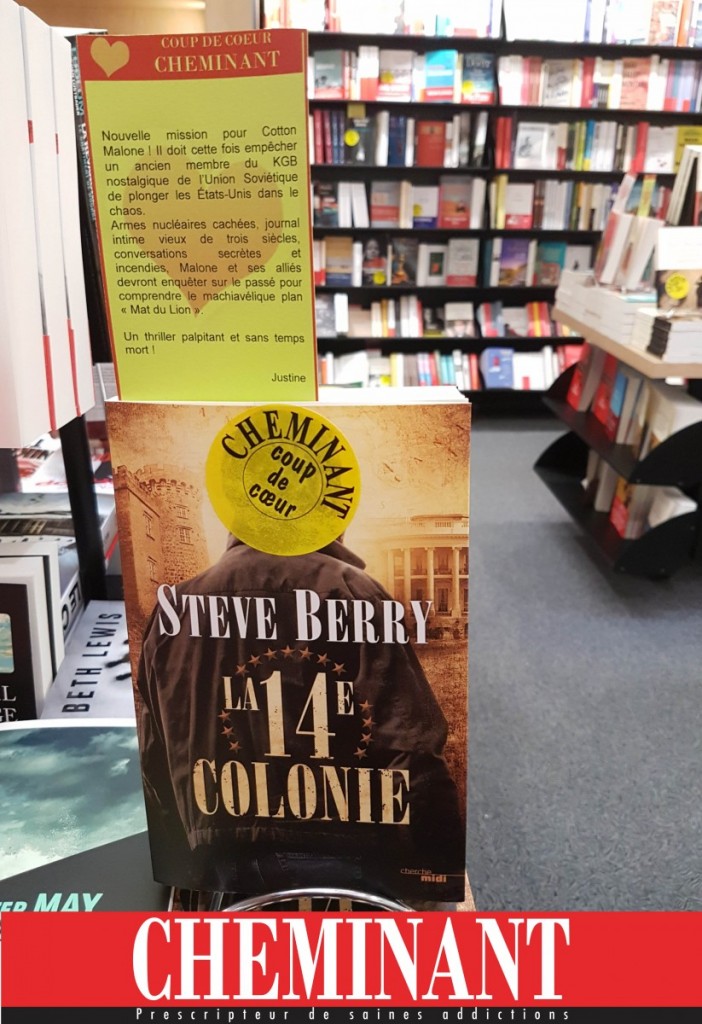 COUP DE COEUR
CHEMINANT
Nouvelle mission pour Cotton
Malone ! Il doit cette fois empêcher
un ancien membre du KGB
nostalgique de l'Union Soviétique
de plonger les États-Unis dans le
chaos.
Armes nucléaires cachées, journal
intime vieux de trois siècles,
conversations secrètes et
incendies, Malone et ses alliés
devront enquêter sur le passé pour
comprendre le machiavélique plan
« Mat du Lion ».
Un thriller palpitant et sans temps
mort !
Justine
CHEMINANT
coup
de
cœur
STEVE BERRY
LA 14E
COLONIE
cherche
midi
BETH LEWIS
MAY
CHEMINANT
Prescripteur de saines addictions